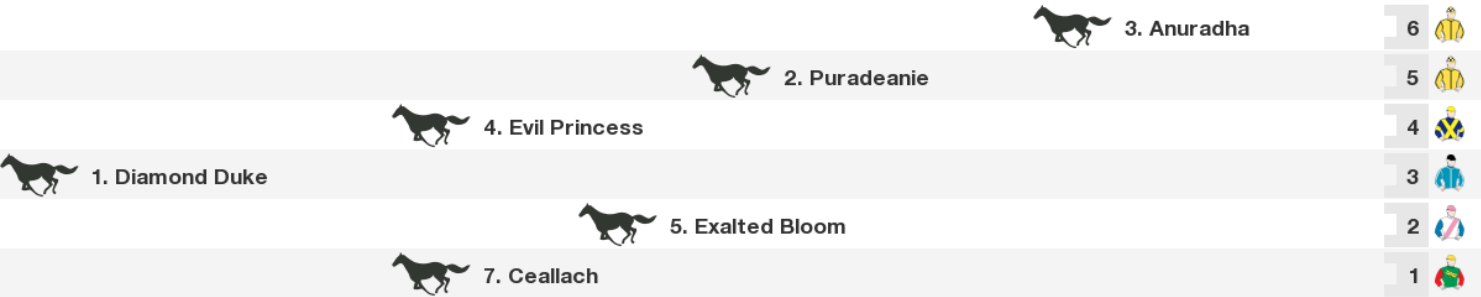 3. Anuradha 6
2. Puradeanie 5
4. Evil Princess 4
1. Diamond Duke 3
5. Exalted Bloom 2
7. Ceallach 1